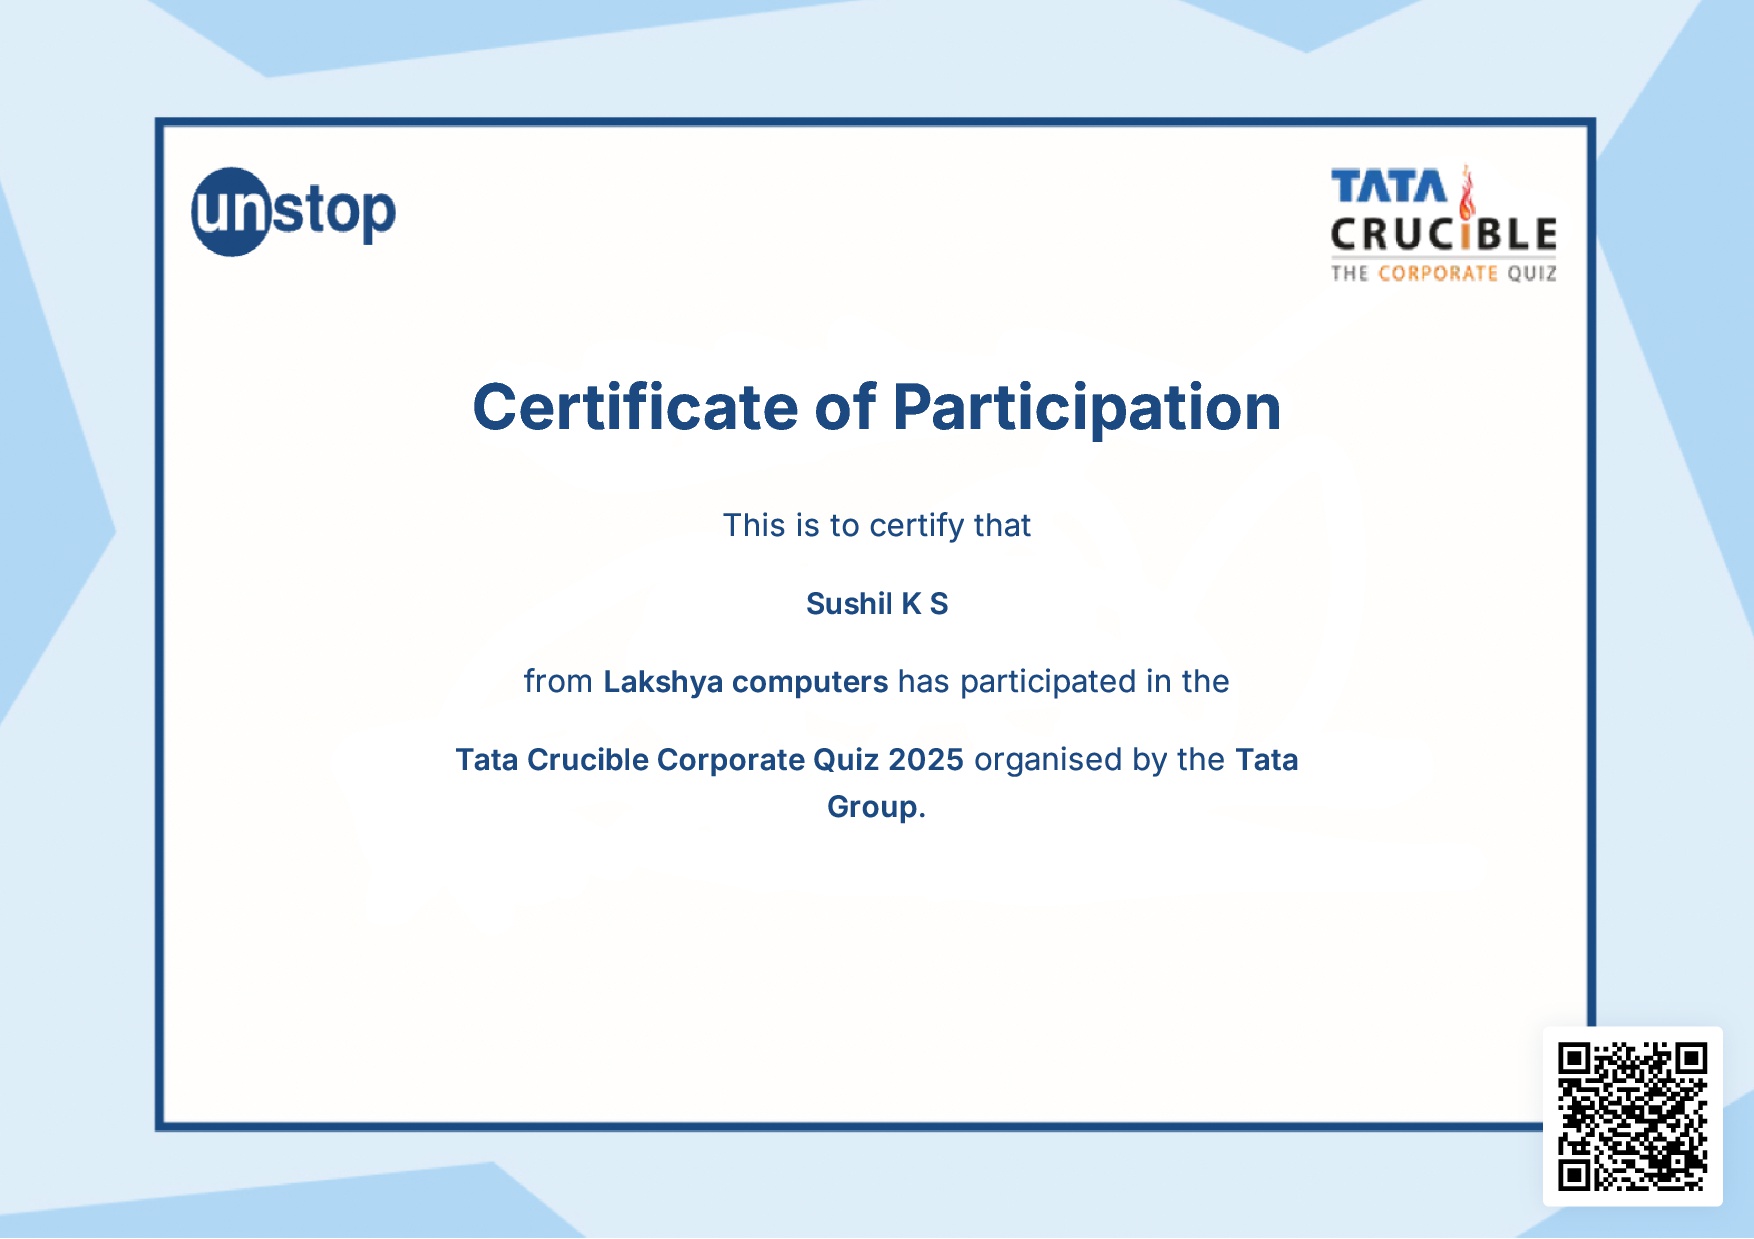 unstop
TATA
CRUCIBLE
THE CORPORATE QUIZ
Certificate of Participation
This is to certify that
Sushil K S
from Lakshya computers has participated in the
Tata Crucible Corporate Quiz 2025 organised by the Tata
Group.